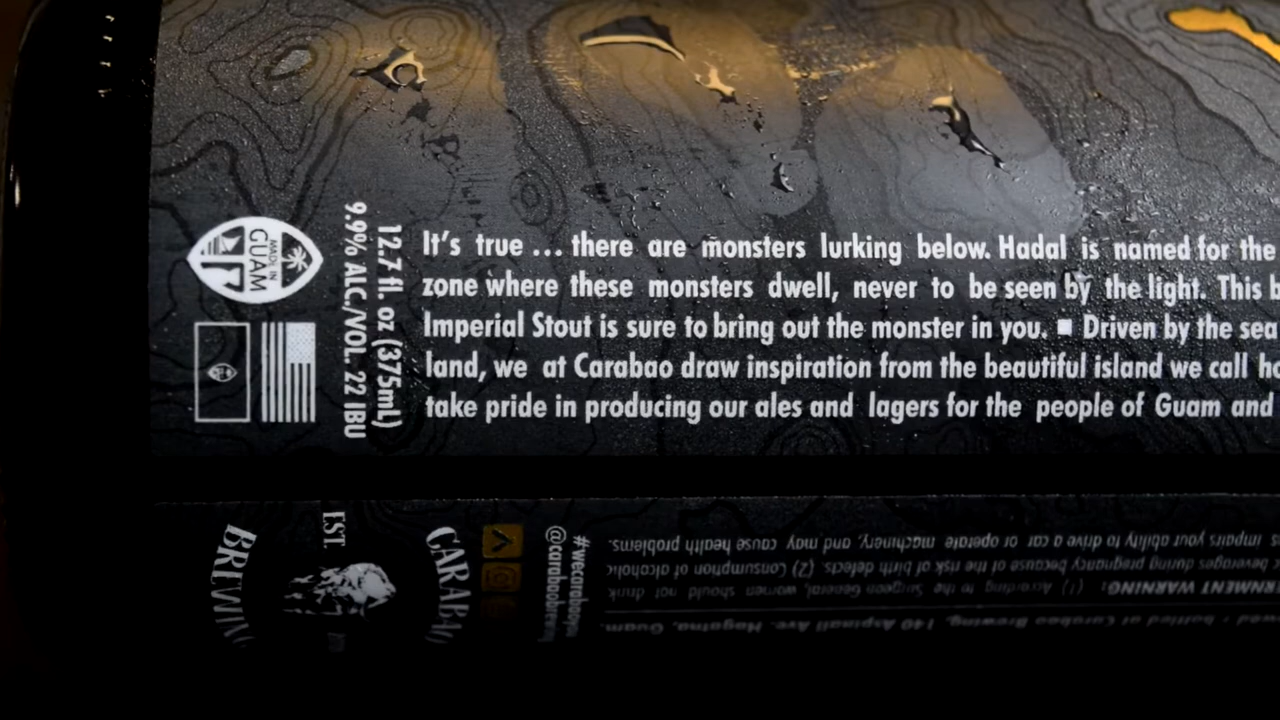 It's true ... there are monsters lurking below. Hadal is named for the
zone where these monsters dwell, never to be seen by the light. This
Imperial Stout is sure to bring out the monster in you. ■ Driven by the sea
land, we at Carabao draw inspiration from the beautiful island we call
take pride in producing our ales and lagers for the people of Guam and
12.7 fl. oz (375mL)
9.9% ALC./VOL. 22 IBU
MADE IN
GUAM
CARABAO
EST.
BREWING
#wecarabaoyou
@carabaobrewing
140 Aspinall Ave. Hagatna, Guam.
WARNING: (1) According to the Surgeon General, women should not drink
beverages during pregnancy because of the risk of birth defects. (2) Consumption of alcoholic
impairs your ability to drive a car or operate machinery, and may cause health problems.